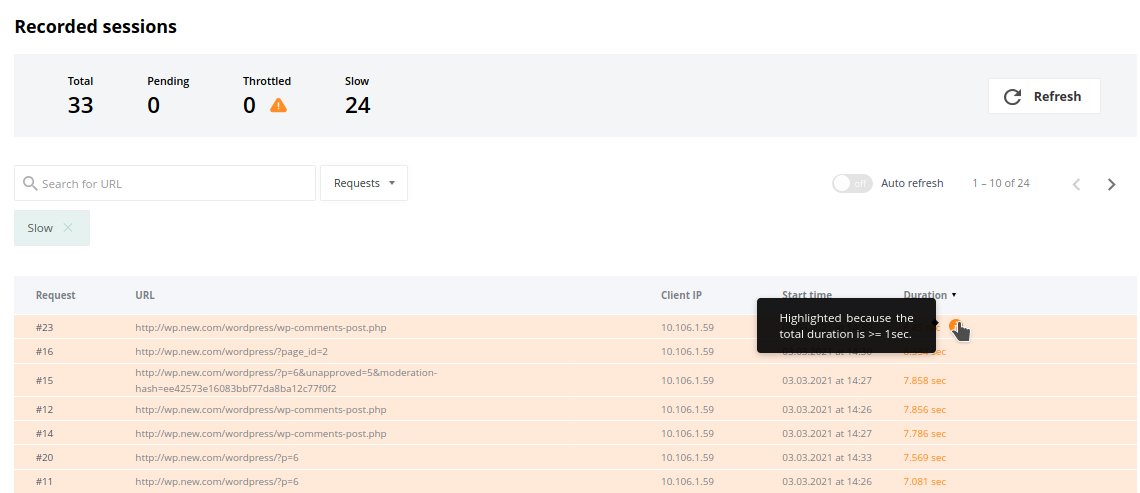 Recorded sessions
Total Pending Throttled Slow
33 0 0 24
Refresh
Search for URL Requests off Auto refresh 1 – 10 of 24
Slow
Request URL Client IP Start time Duration
Highlighted because the
total duration is >= 1sec.
#23 http://wp.new.com/wordpress/wp-comments-post.php 10.106.1.59
#16 http://wp.new.com/wordpress/?page_id=2 10.106.1.59 sec
http://wp.new.com/wordpress/?p=6&unapproved=5&moderation-
#15 hash=ee42573e16083bbf77da8ba12c77f0f2 10.106.1.59 03.03.2021 at 14:27 7.858 sec
#12 http://wp.new.com/wordpress/wp-comments-post.php 10.106.1.59 03.03.2021 at 14:26 7.856 sec
#14 http://wp.new.com/wordpress/wp-comments-post.php 10.106.1.59 03.03.2021 at 14:27 7.786 sec
#20 http://wp.new.com/wordpress/?p=6 10.106.1.59 03.03.2021 at 14:33 7.569 sec
#11 http://wp.new.com/wordpress/?p=6 10.106.1.59 03.03.2021 at 14:26 7.081 sec